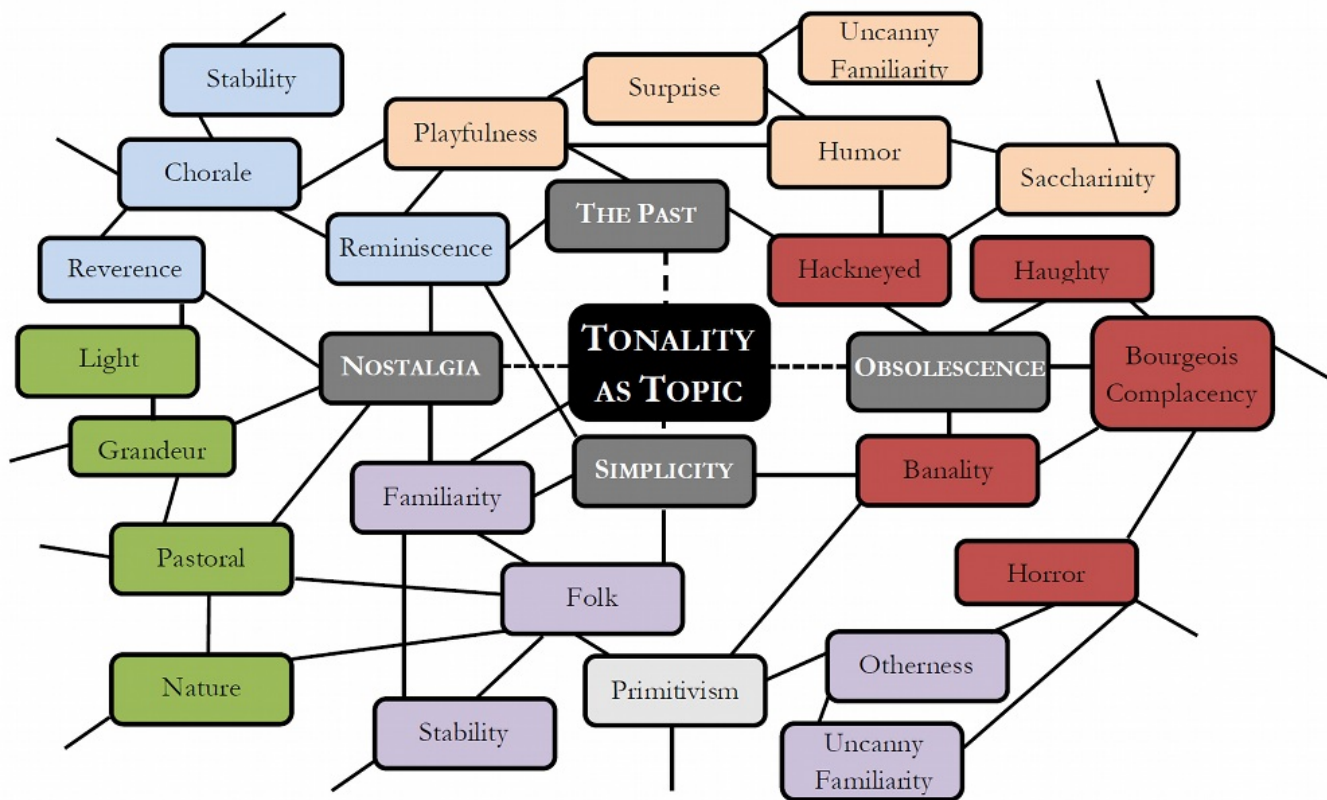 Uncanny
Familiarity
Stability
Surprise
Playfulness
Humor
Chorale
Saccharinity
THE PAST
Reminiscence
Reverence
Hackneyed
Haughty
Light
NOSTALGIA
TONALITY
AS TOPIC
OBSOLESCENCE
Bourgeois
Complacency
Grandeur
Familiarity
SIMPLICITY
Banality
Pastoral
Folk
Horror
Nature
Primitivism
Otherness
Stability
Uncanny
Familiarity